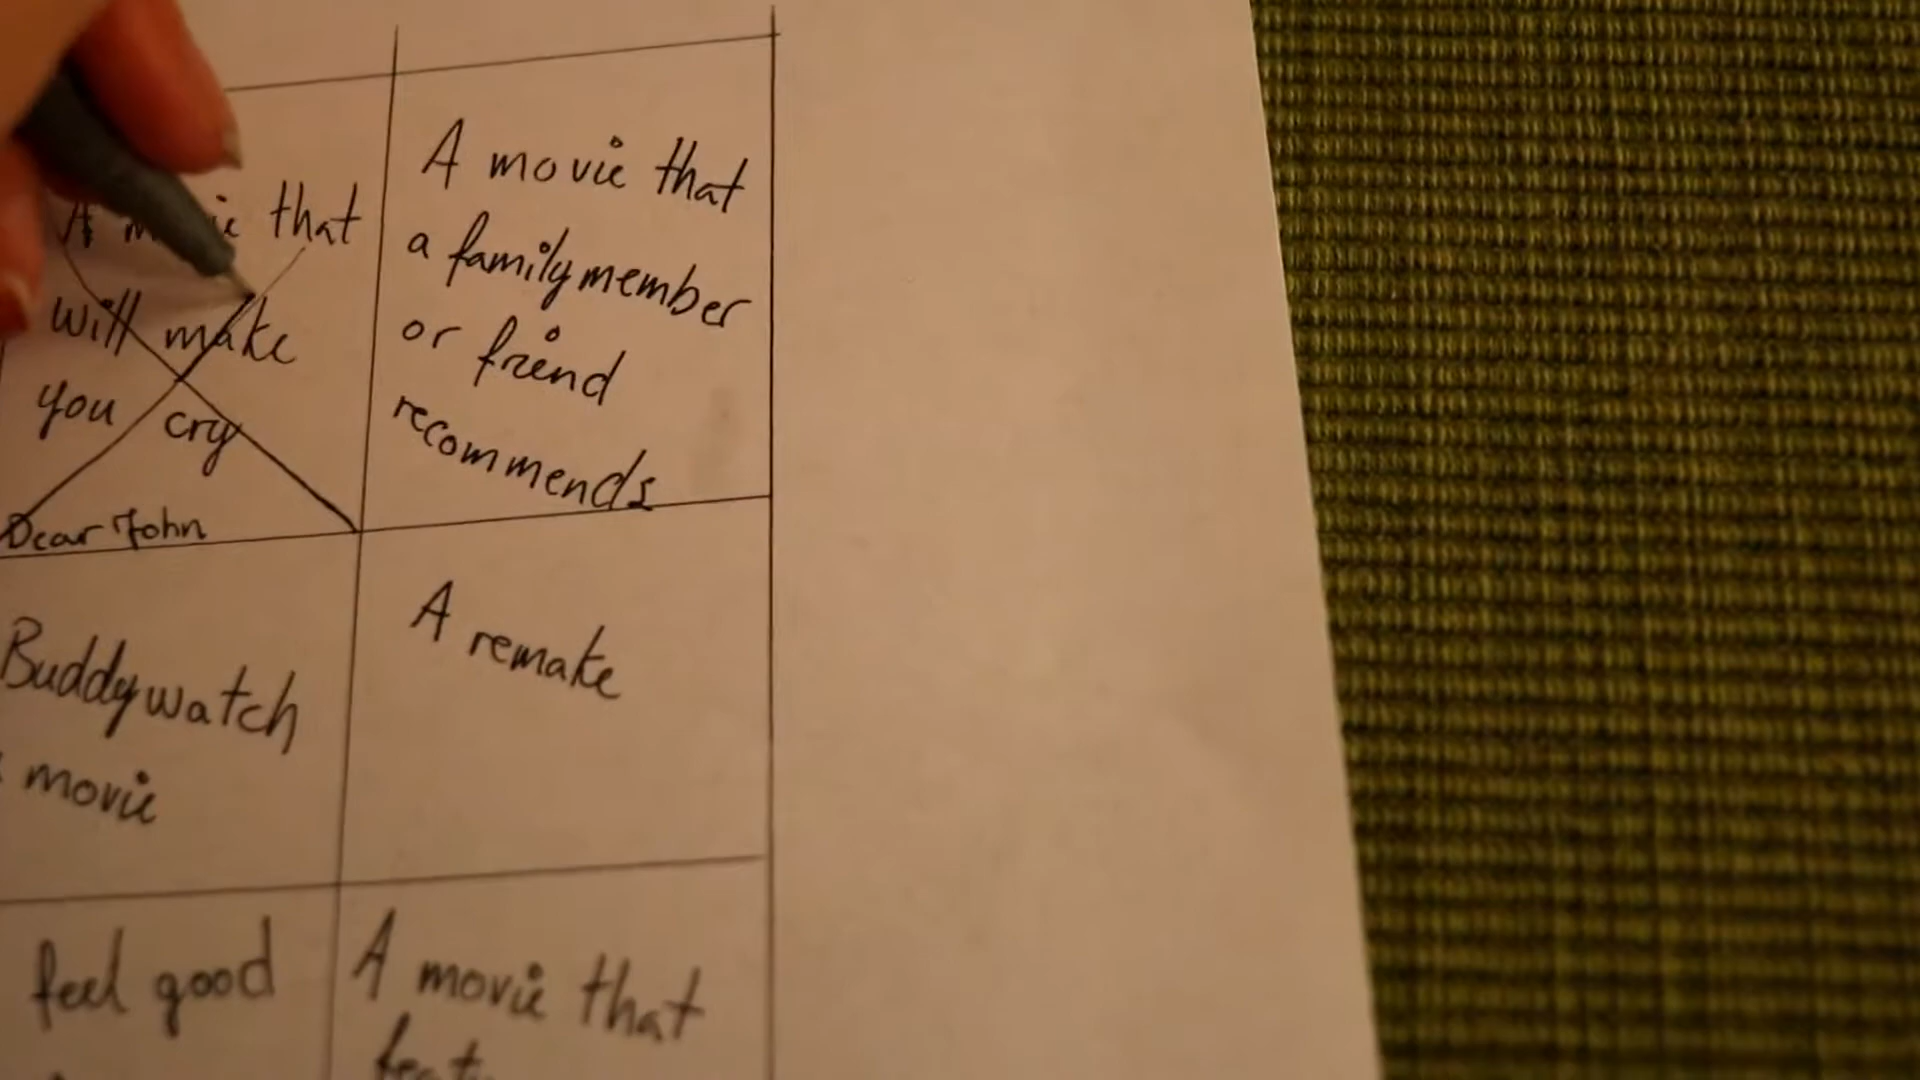 A movie that
will make
you cry
Dear John
A movie that
a family member
or friend
recommends
Buddywatch
movie
A remake
feel good
A movie that